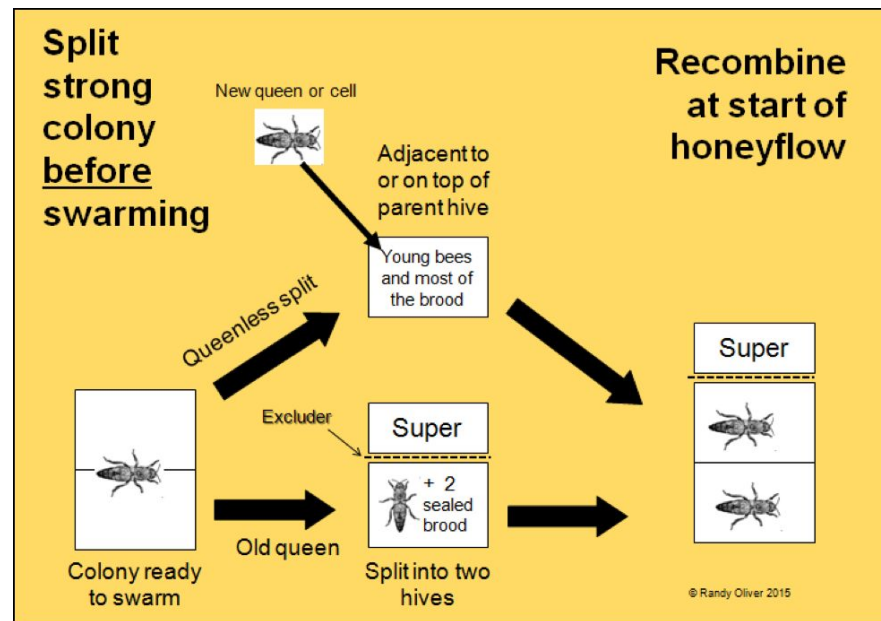 Split
strong
colony
before
swarming
New queen or cell
Adjacent to
or on top of
parent hive
Recombine
at start of
honeyflow
Young bees
and most of
the brood
Queenless split
Excluder
Super
+ 2
sealed
brood
Super
Old queen
Colony ready
to swarm
Split into two
hives
© Randy Oliver 2015